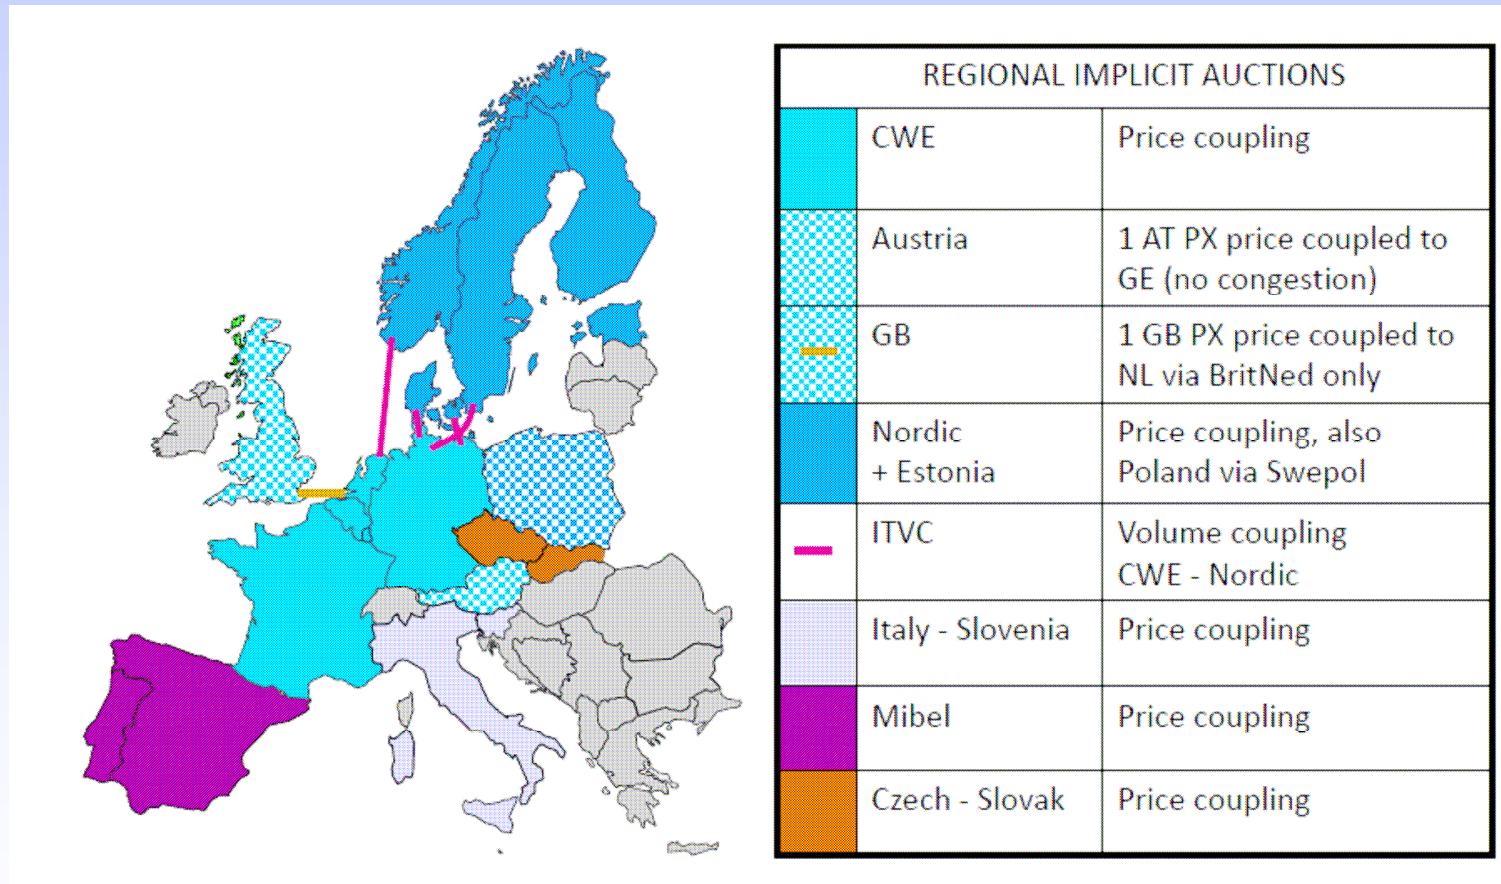 REGIONAL IMPLICIT AUCTIONS
CWE
Price coupling
Austria
1 AT PX price coupled to
GE (no congestion)
GB
1 GB PX price coupled to
NL via BritNed only
Nordic
+ Estonia
Price coupling, also
Poland via Swepol
ITVC
Volume coupling
CWE - Nordic
Italy - Slovenia
Price coupling
Mibel
Price coupling
Czech - Slovak
Price coupling